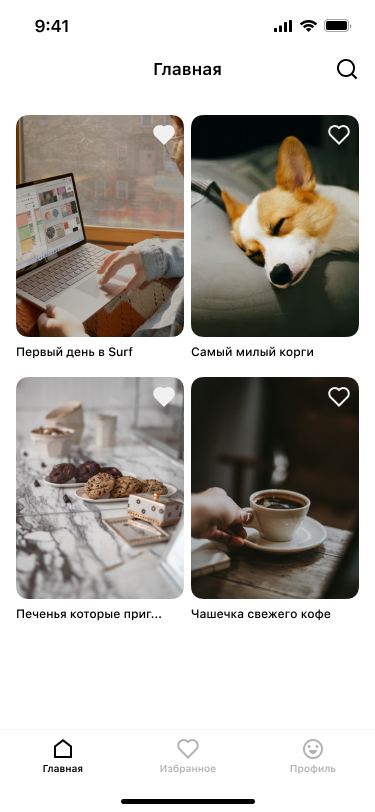 9:41
Главная
Первый день в Surf
Самый милый корги
Печенья которые приг...
Чашечка свежего кофе
Главная
Избранное
Профиль